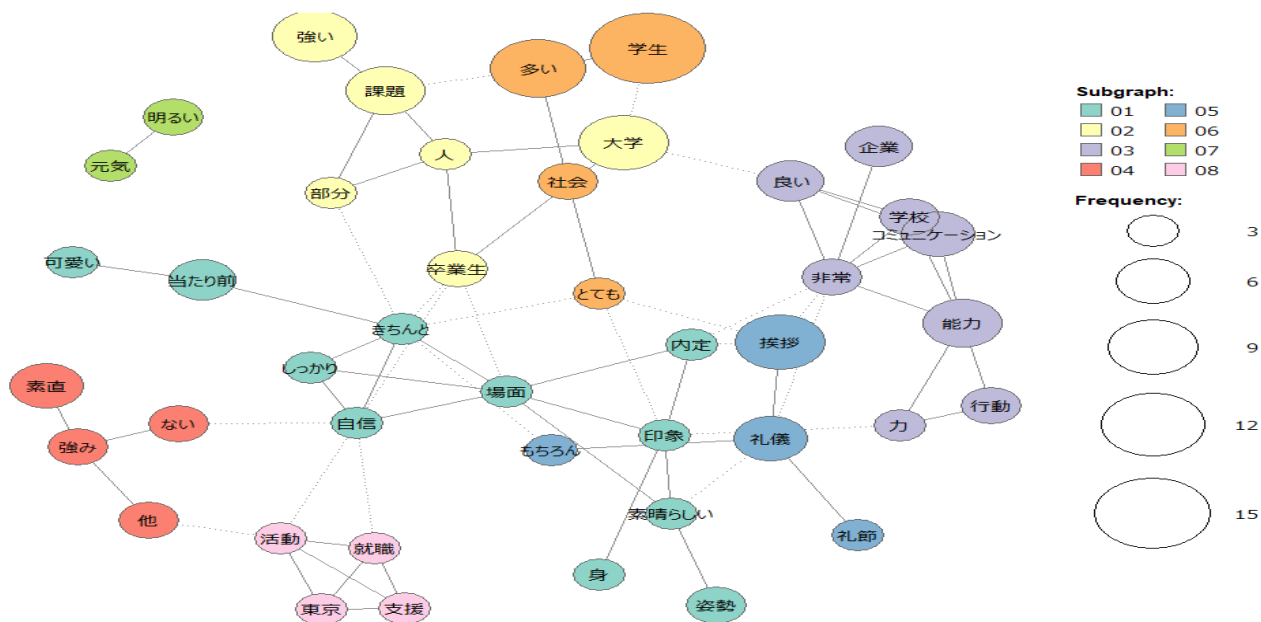 強い
学生
多い
課題
明るい
元気
人
大学
企業
部分
社会
良い
学校
コミュニケーション
可愛い
当たり前
卒業生
とても
非常
きちんと
内定
挨拶
能力
しっかり
素直
場面
ない
自信
強み
もちろん
印象
礼儀
力
行動
他
活動
就職
素晴らしい
礼節
身
東京
支援
姿勢
Subgraph:
01 05
02 06
03 07
04 08
Frequency:
3
6
9
12
15